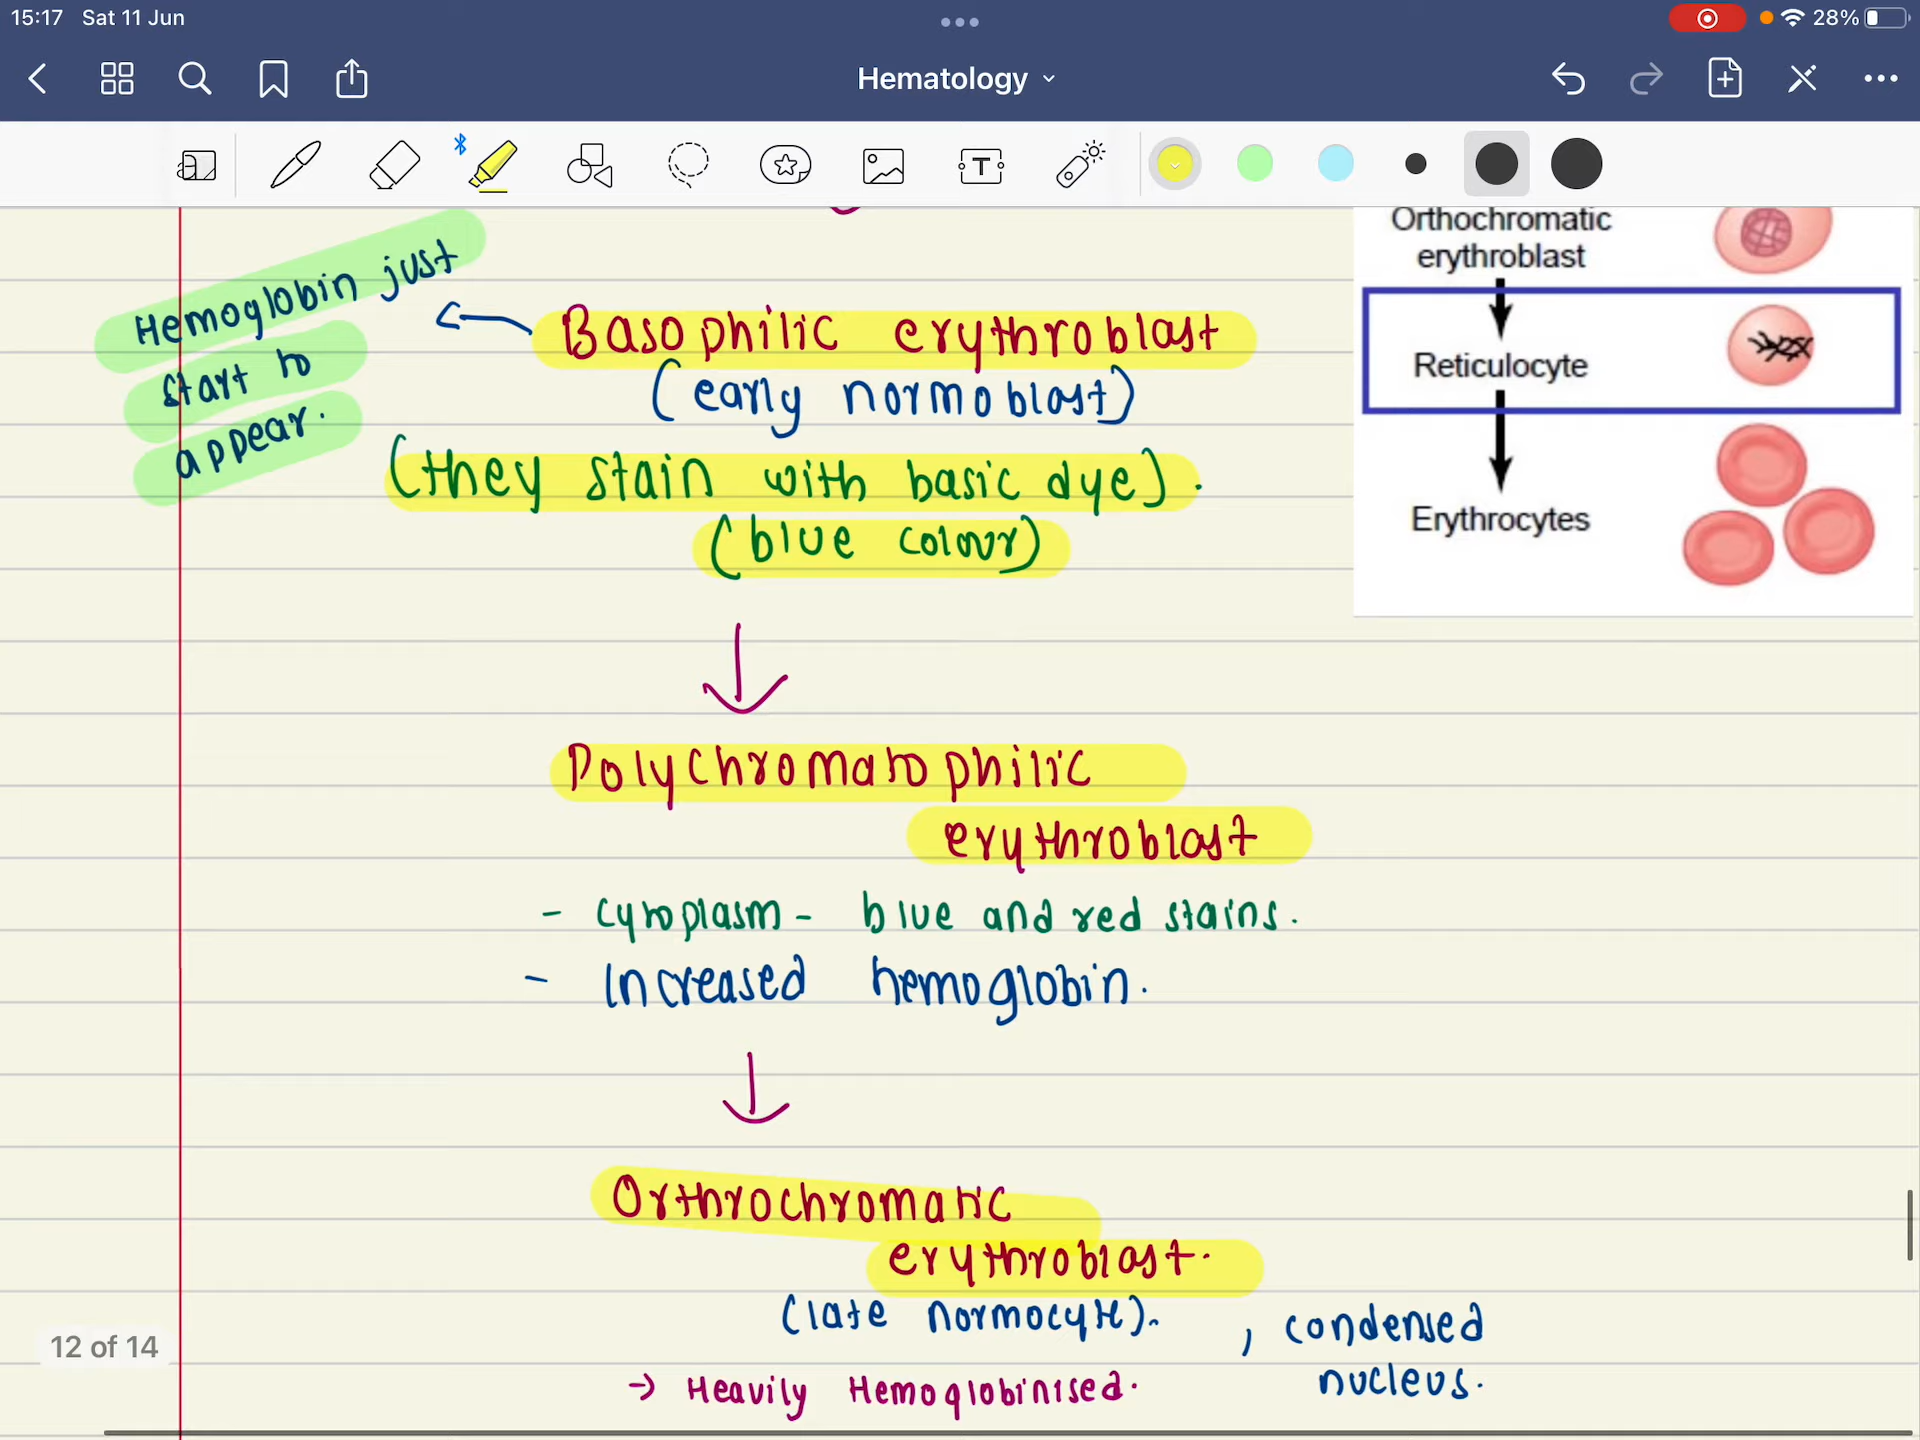 15:17 Sat 11 Jun
28%
Hematology
Hemoglobin just
start to
appear.
Basophilic erythroblast
(early normoblast)
(they stain with basic dye).
(blue colour)
Polychromatophilic
erythroblast
- cytoplasm - blue and red stains.
- Increased hemoglobin.
Orthrochromatic
erythroblast.
(late normocyte).
, condensed
nucleus.
→ Heavily Hemoglobinised.
Orthochromatic
erythroblast
Reticulocyte
Erythrocytes
12 of 14